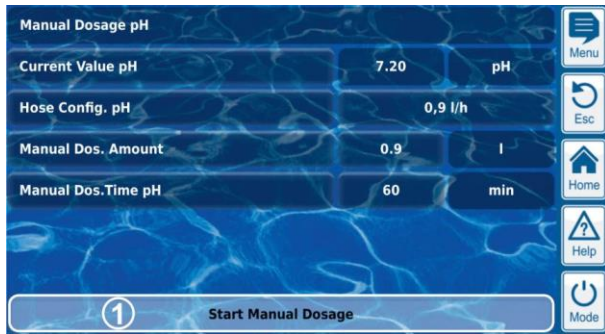 Manual Dosage pH
Current Value pH 7.20 pH
Hose Config. pH 0,9 l/h
Manual Dos. Amount 0.9 l
Manual Dos.Time pH 60 min
1 Start Manual Dosage
Menu
Esc
Home
Help
Mode